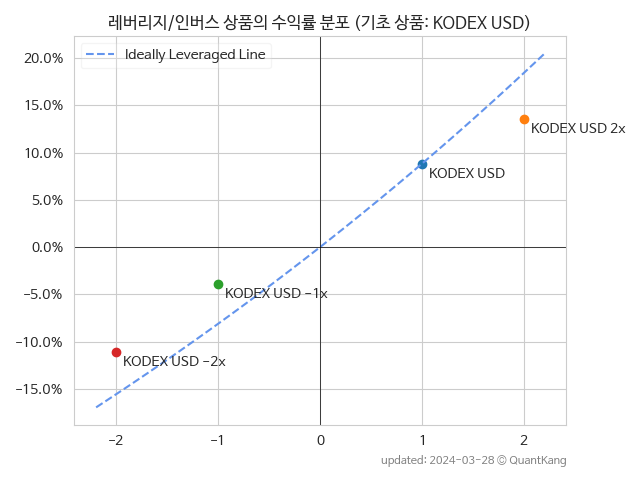 레버리지/인버스 상품의 수익률 분포 (기초 상품: KODEX USD)
Ideally Leveraged Line
20.0%
15.0%
10.0%
5.0%
0.0%
−5.0%
−10.0%
−15.0%
KODEX USD 2x
KODEX USD
KODEX USD −1x
KODEX USD −2x
−2
−1
0
1
2
updated: 2024-03-28 © QuantKang